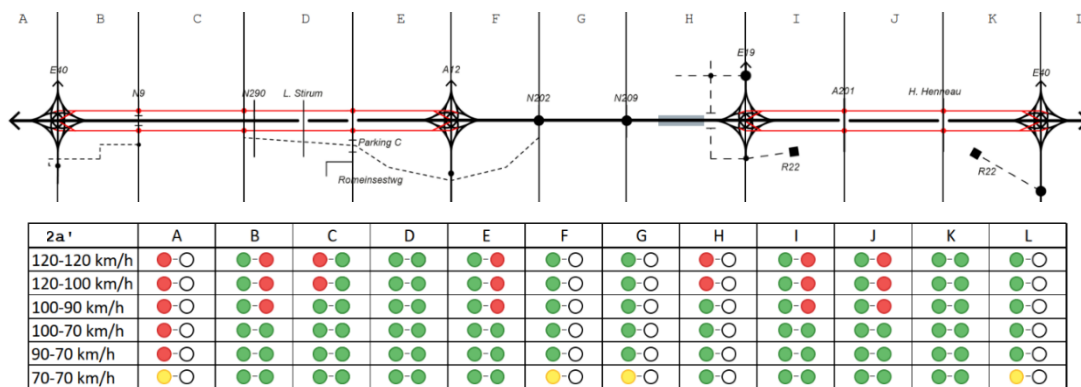 A B C D E F G H I J K L
E40 A12 E19 E40
N9 N290 L. Stirum N202 N209 A201 H. Henneau
Parking C
Romeinsestwg
R22 R22
2a' A B C D E F G H I J K L
120-120 km/h
120-100 km/h
100-90 km/h
100-70 km/h
90-70 km/h
70-70 km/h